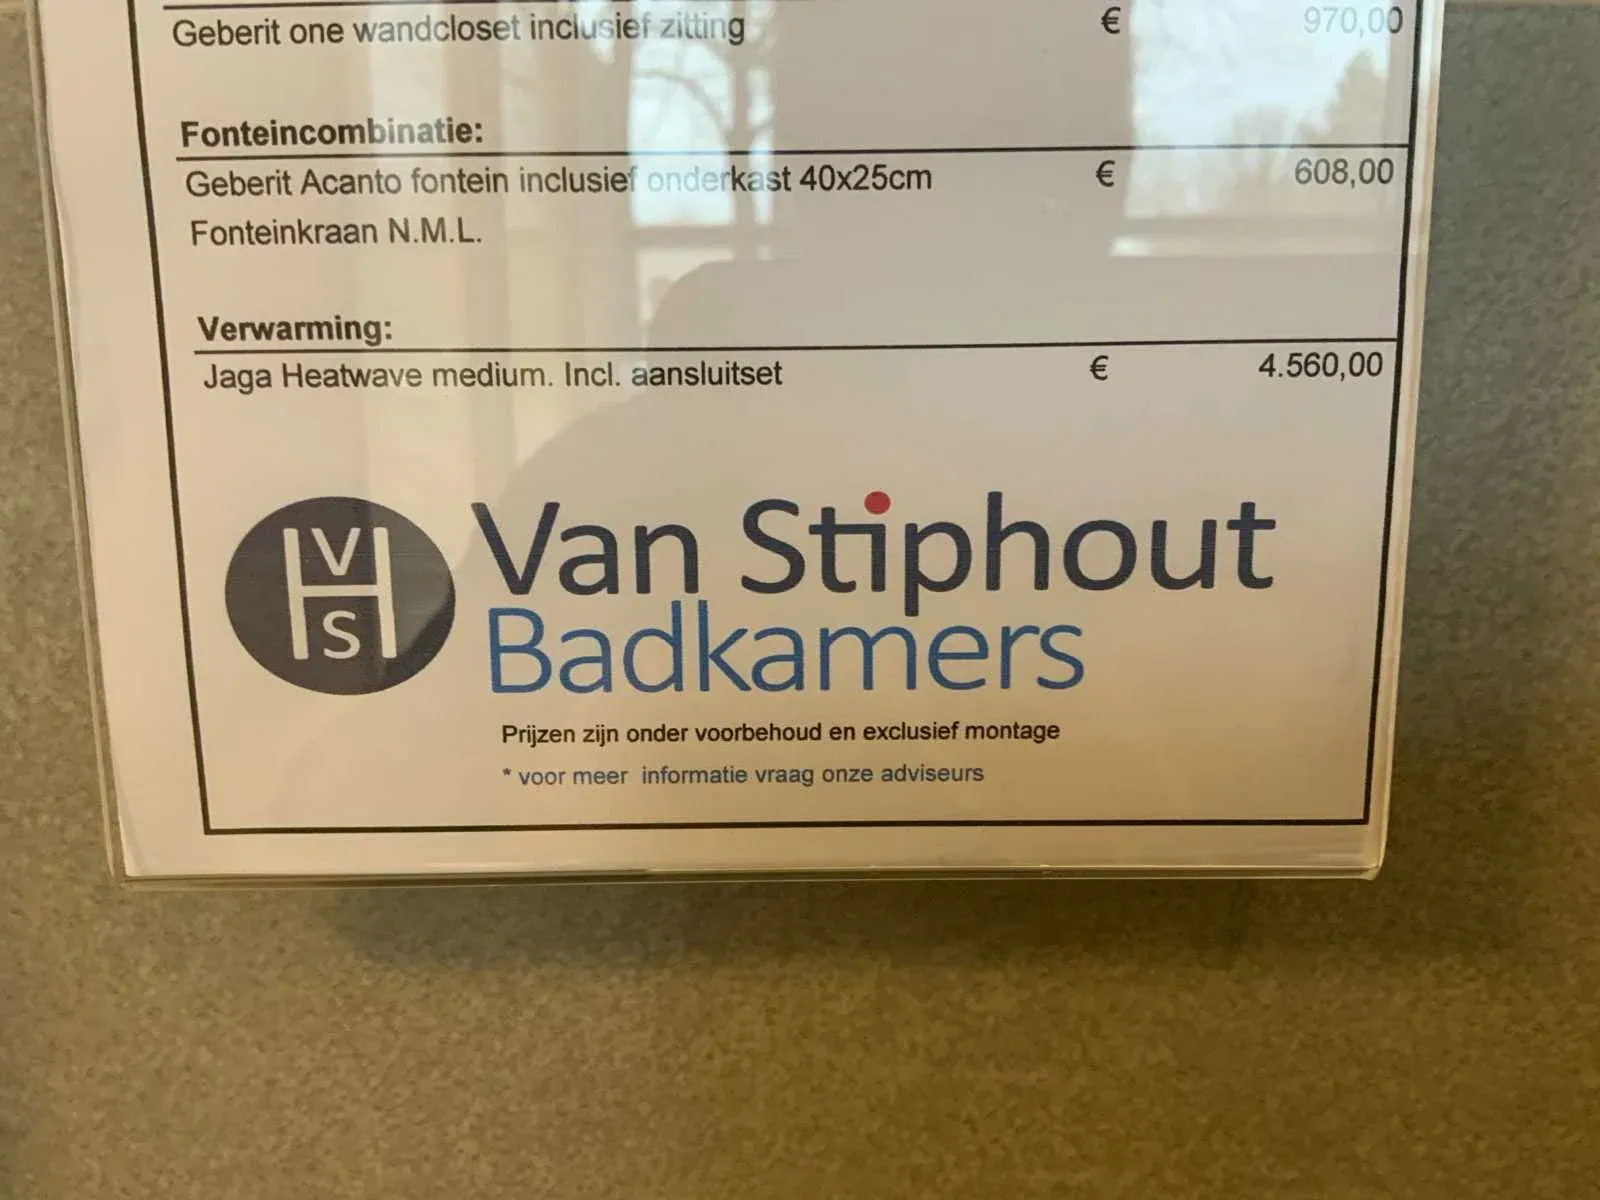 Geberit one wandcloset inclusief zitting € 970,00
Fonteincombinatie:
Geberit Acanto fontein inclusief onderkast 40x25cm € 608,00
Fonteinkraan N.M.L.
Verwarming:
Jaga Heatwave medium. Incl. aansluitset € 4.560,00
VHS
Van Stiphout
Badkamers
Prijzen zijn onder voorbehoud en exclusief montage
* voor meer informatie vraag onze adviseurs